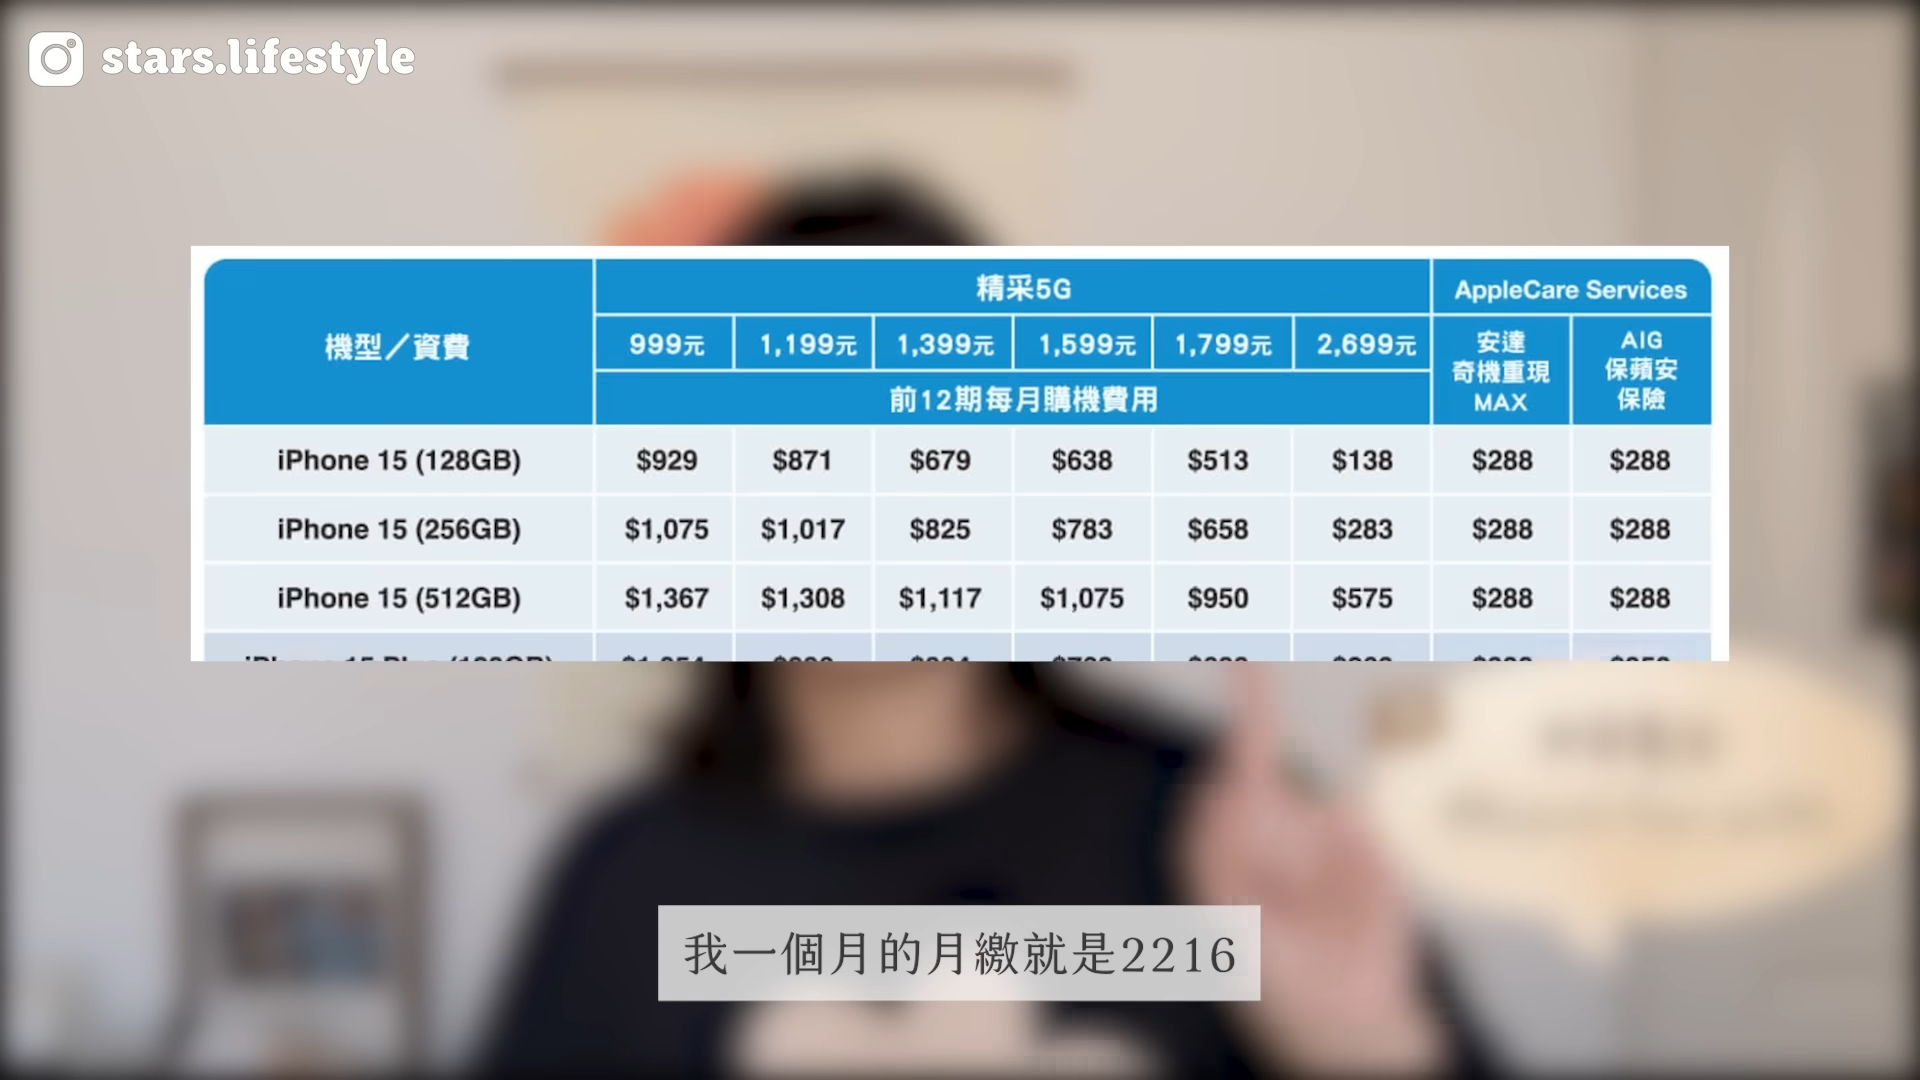 stars.lifestyle
機型／資費 精采5G AppleCare Services
999元 1,199元 1,399元 1,599元 1,799元 2,699元 安達奇機重現MAX AIG保蘋安保險
前12期每月購機費用
iPhone 15 (128GB) $929 $871 $679 $638 $513 $138 $288 $288
iPhone 15 (256GB) $1,075 $1,017 $825 $783 $658 $283 $288 $288
iPhone 15 (512GB) $1,367 $1,308 $1,117 $1,075 $950 $575 $288 $288
我一個月的月繳就是2216